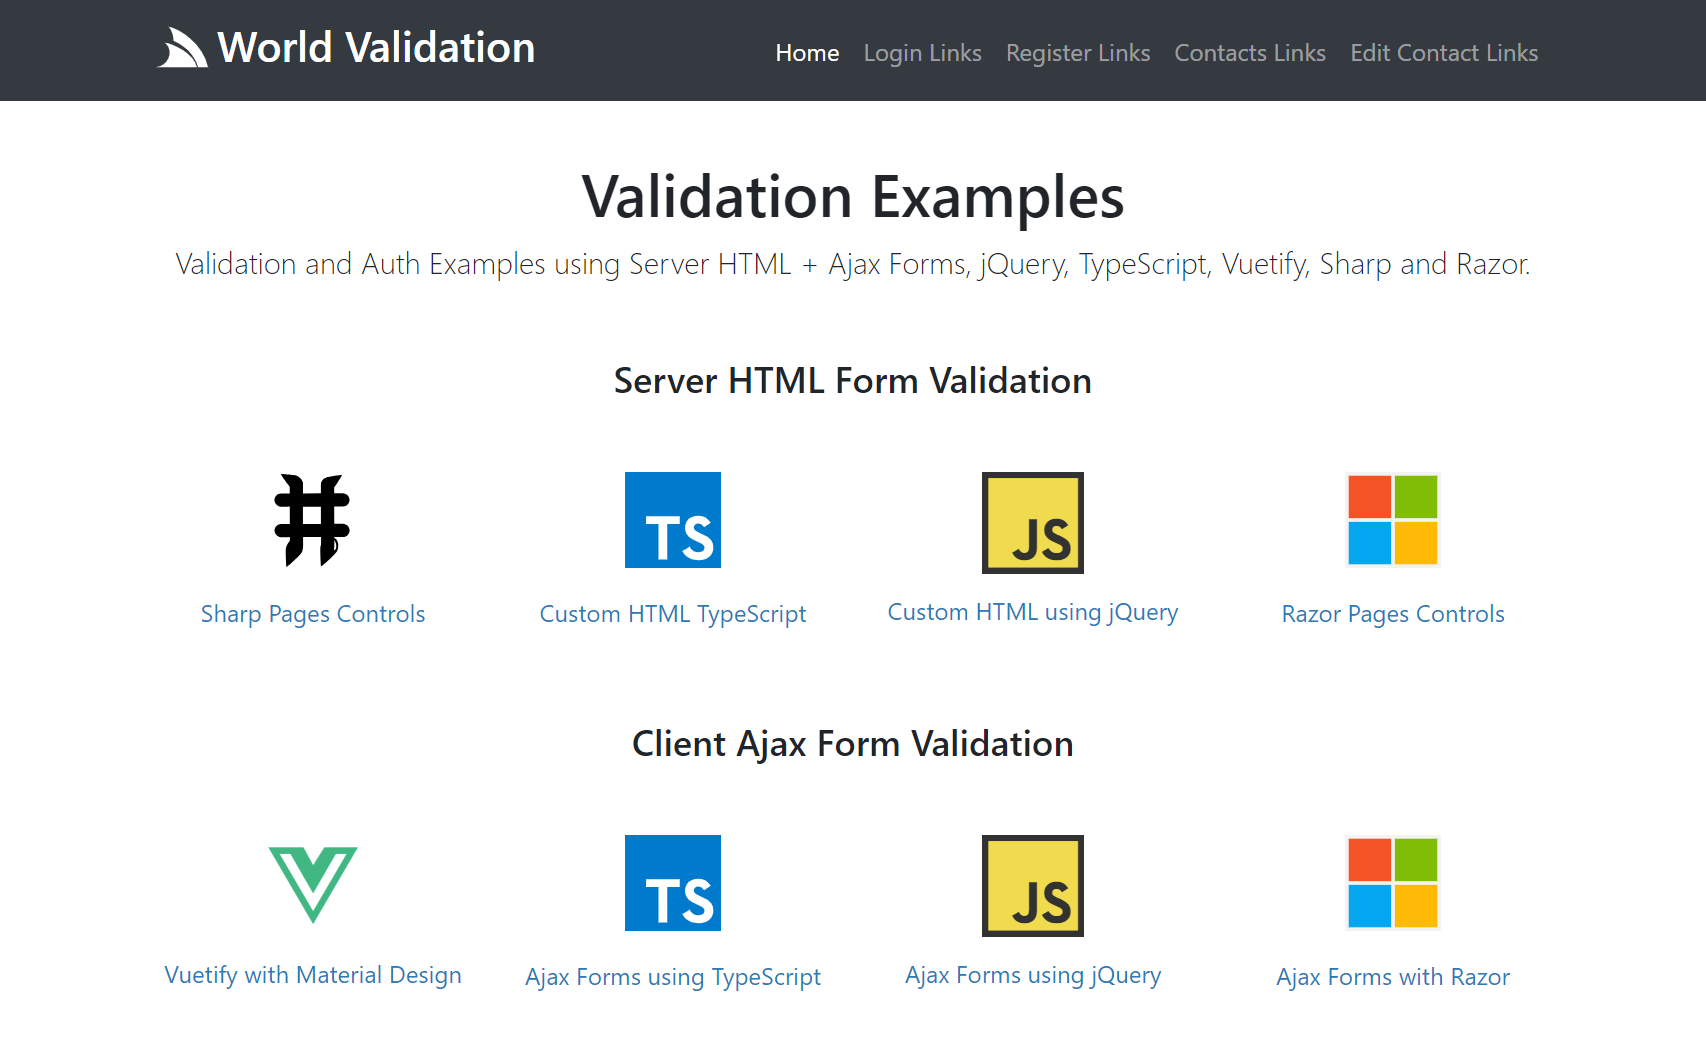 World Validation
Home Login Links Register Links Contacts Links Edit Contact Links
Validation Examples
Validation and Auth Examples using Server HTML + Ajax Forms, jQuery, TypeScript, Vuetify, Sharp and Razor.
Server HTML Form Validation
TS JS
Sharp Pages Controls Custom HTML TypeScript Custom HTML using jQuery Razor Pages Controls
Client Ajax Form Validation
TS JS
Vuetify with Material Design Ajax Forms using TypeScript Ajax Forms using jQuery Ajax Forms with Razor